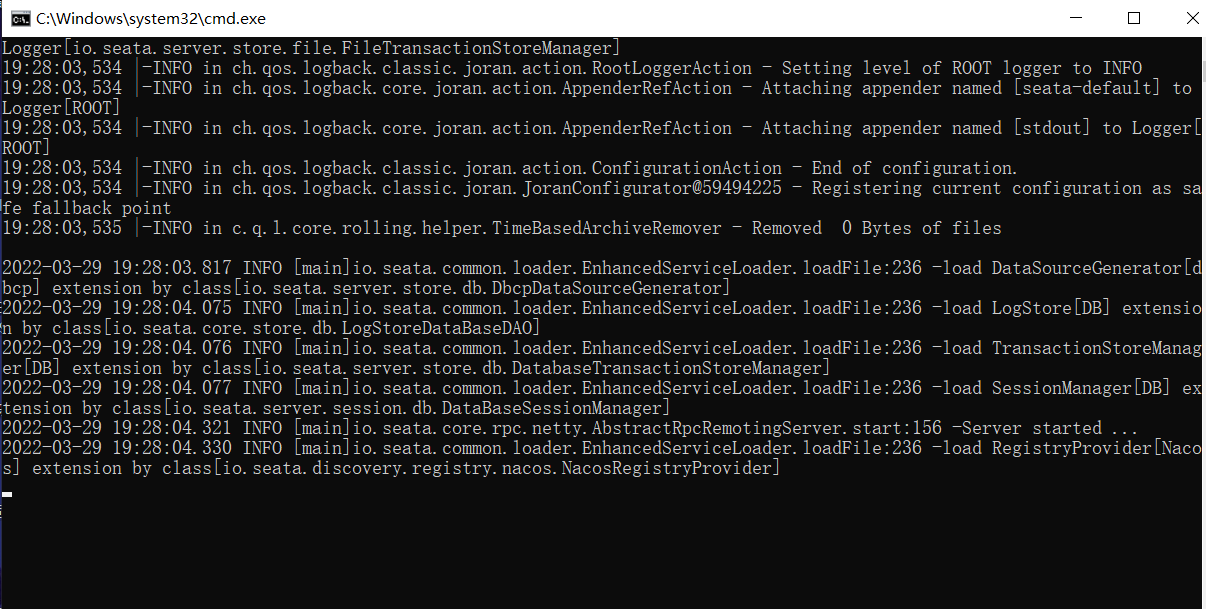 C:\Windows\system32\cmd.exe
Logger[io.seata.server.store.file.FileTransactionStoreManager]
19:28:03,534 |-INFO in ch.qos.logback.classic.joran.action.RootLoggerAction - Setting level of ROOT logger to INFO
19:28:03,534 |-INFO in ch.qos.logback.core.joran.action.AppenderRefAction - Attaching appender named [seata-default] to
Logger[ROOT]
19:28:03,534 |-INFO in ch.qos.logback.core.joran.action.AppenderRefAction - Attaching appender named [stdout] to Logger[
ROOT]
19:28:03,534 |-INFO in ch.qos.logback.classic.joran.action.ConfigurationAction - End of configuration.
19:28:03,534 |-INFO in ch.qos.logback.classic.joran.JoranConfigurator@59494225 - Registering current configuration as sa
fe fallback point
19:28:03,535 |-INFO in c.q.l.core.rolling.helper.TimeBasedArchiveRemover - Removed  0 Bytes of files
2022-03-29 19:28:03.817 INFO [main]io.seata.common.loader.EnhancedServiceLoader.loadFile:236 -load DataSourceGenerator[d
bcp] extension by class[io.seata.server.store.db.DbcpDataSourceGenerator]
2022-03-29 19:28:04.075 INFO [main]io.seata.common.loader.EnhancedServiceLoader.loadFile:236 -load LogStore[DB] extensio
n by class[io.seata.core.store.db.LogStoreDataBaseDAO]
2022-03-29 19:28:04.076 INFO [main]io.seata.common.loader.EnhancedServiceLoader.loadFile:236 -load TransactionStoreManag
er[DB] extension by class[io.seata.server.store.db.DatabaseTransactionStoreManager]
2022-03-29 19:28:04.077 INFO [main]io.seata.common.loader.EnhancedServiceLoader.loadFile:236 -load SessionManager[DB] ex
tension by class[io.seata.server.session.db.DataBaseSessionManager]
2022-03-29 19:28:04.321 INFO [main]io.seata.core.rpc.netty.AbstractRpcRemotingServer.start:156 -Server started ...
2022-03-29 19:28:04.330 INFO [main]io.seata.common.loader.EnhancedServiceLoader.loadFile:236 -load RegistryProvider[Naco
s] extension by class[io.seata.discovery.registry.nacos.NacosRegistryProvider]